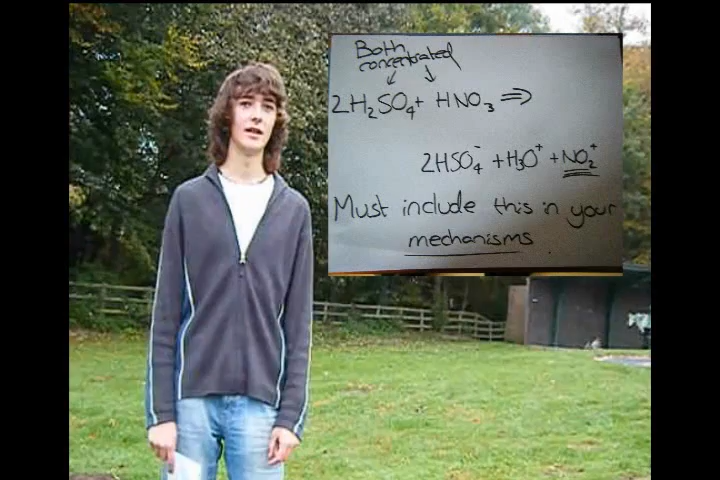 Both
concentrated
2H₂SO₄ + HNO₃ ⇒
2HSO₄⁻ + H₃O⁺ + NO₂⁺
Must include this in your
mechanisms